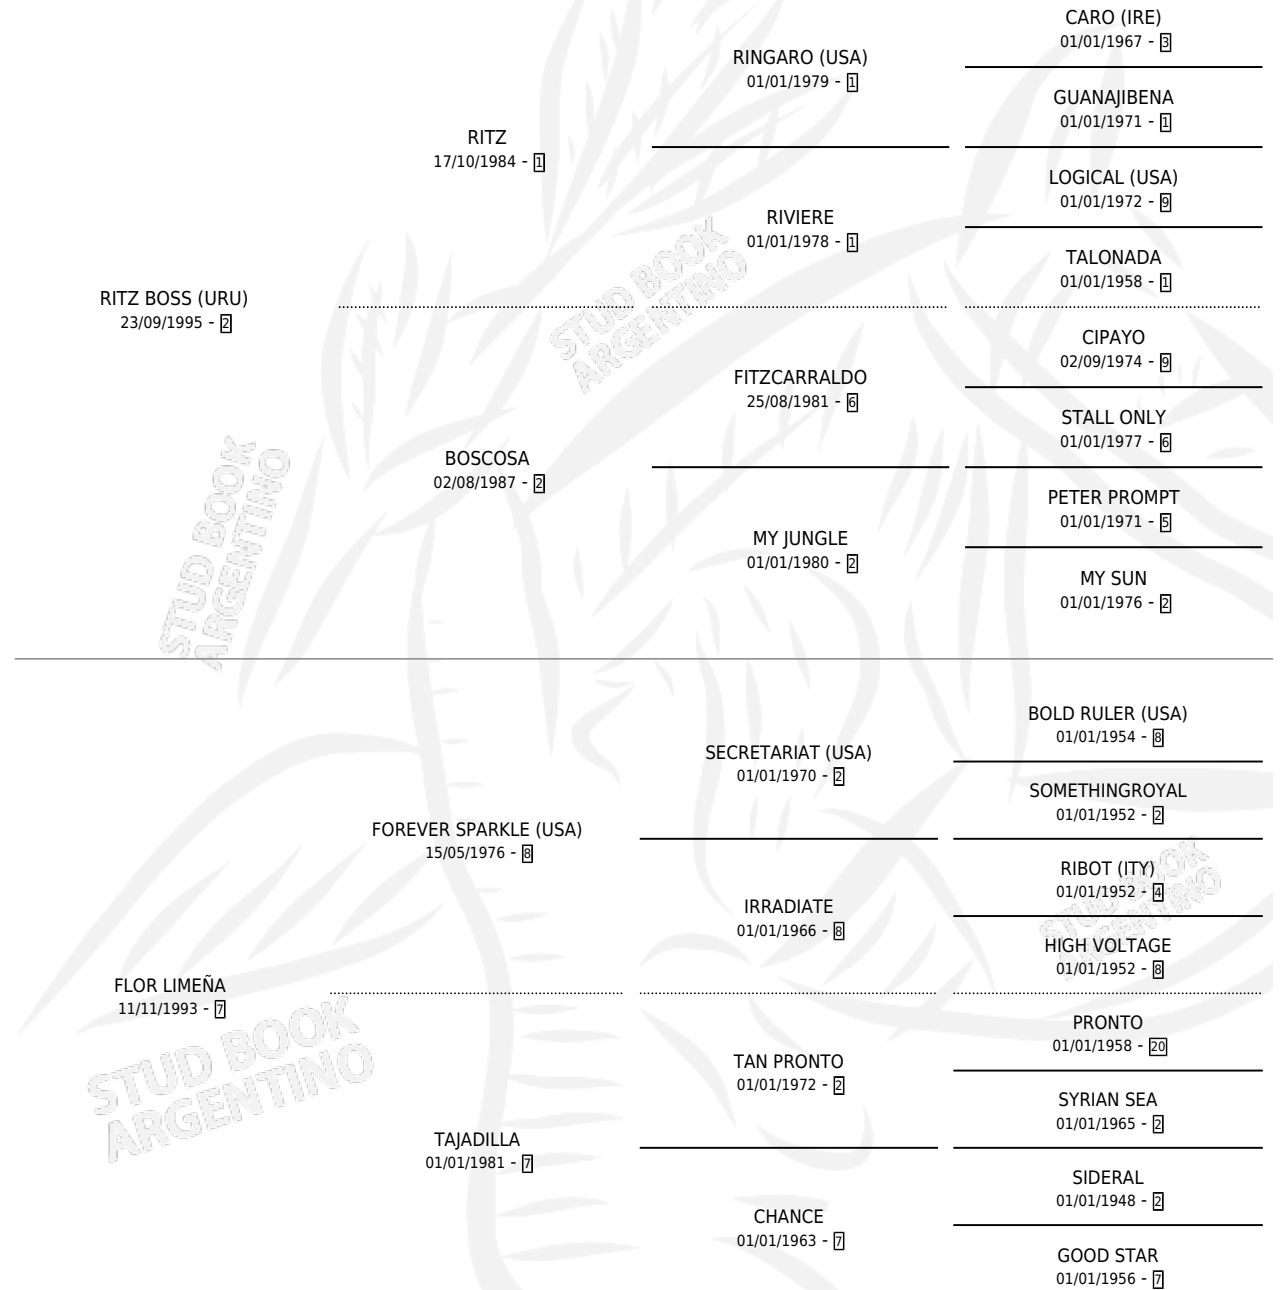 CARO (IRE)
01/01/1967 - 3
RINGARO (USA)
01/01/1979 - 1
GUANAJIBENA
01/01/1971 - 1
RITZ
17/10/1984 - 1
LOGICAL (USA)
01/01/1972 - 9
RIVIERE
01/01/1978 - 1
TALONADA
01/01/1958 - 1
RITZ BOSS (URU)
23/09/1995 - 2
CIPAYO
02/09/1974 - 9
FITZCARRALDO
25/08/1981 - 6
STALL ONLY
01/01/1977 - 6
BOSCOSA
02/08/1987 - 2
PETER PROMPT
01/01/1971 - 5
MY JUNGLE
01/01/1980 - 2
MY SUN
01/01/1976 - 2
BOLD RULER (USA)
01/01/1954 - 8
SECRETARIAT (USA)
01/01/1970 - 2
SOMETHINGROYAL
01/01/1952 - 2
FOREVER SPARKLE (USA)
15/05/1976 - 8
RIBOT (ITY)
01/01/1952 - 4
IRRADIATE
01/01/1966 - 8
HIGH VOLTAGE
01/01/1952 - 8
FLOR LIMEÑA
11/11/1993 - 7
PRONTO
01/01/1958 - 20
TAN PRONTO
01/01/1972 - 2
SYRIAN SEA
01/01/1965 - 2
TAJADILLA
01/01/1981 - 7
SIDERAL
01/01/1948 - 2
CHANCE
01/01/1963 - 7
GOOD STAR
01/01/1956 - 7
STUD BOOK
ARGENTINO
STUD BOOK
ARGENTINO
STUD BOOK
ARGENTINO
STUD BOOK
ARGENTINO